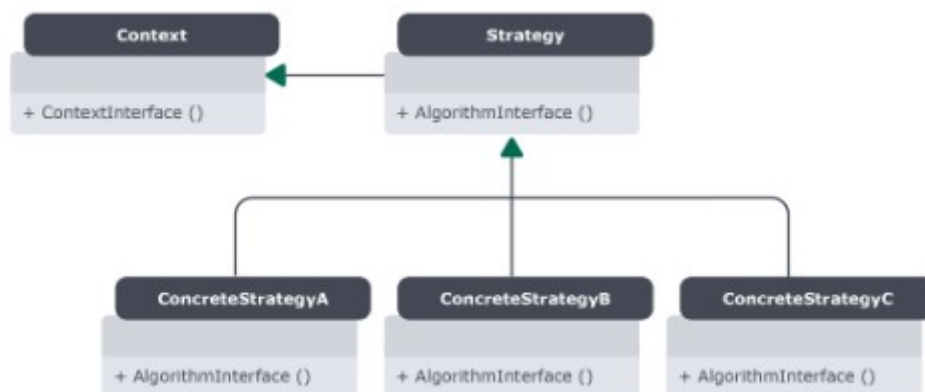 Context
Strategy
+ ContextInterface ()
+ AlgorithmInterface ()
ConcreteStrategyA
ConcreteStrategyB
ConcreteStrategyC
+ AlgorithmInterface ()
+ AlgorithmInterface ()
+ AlgorithmInterface ()